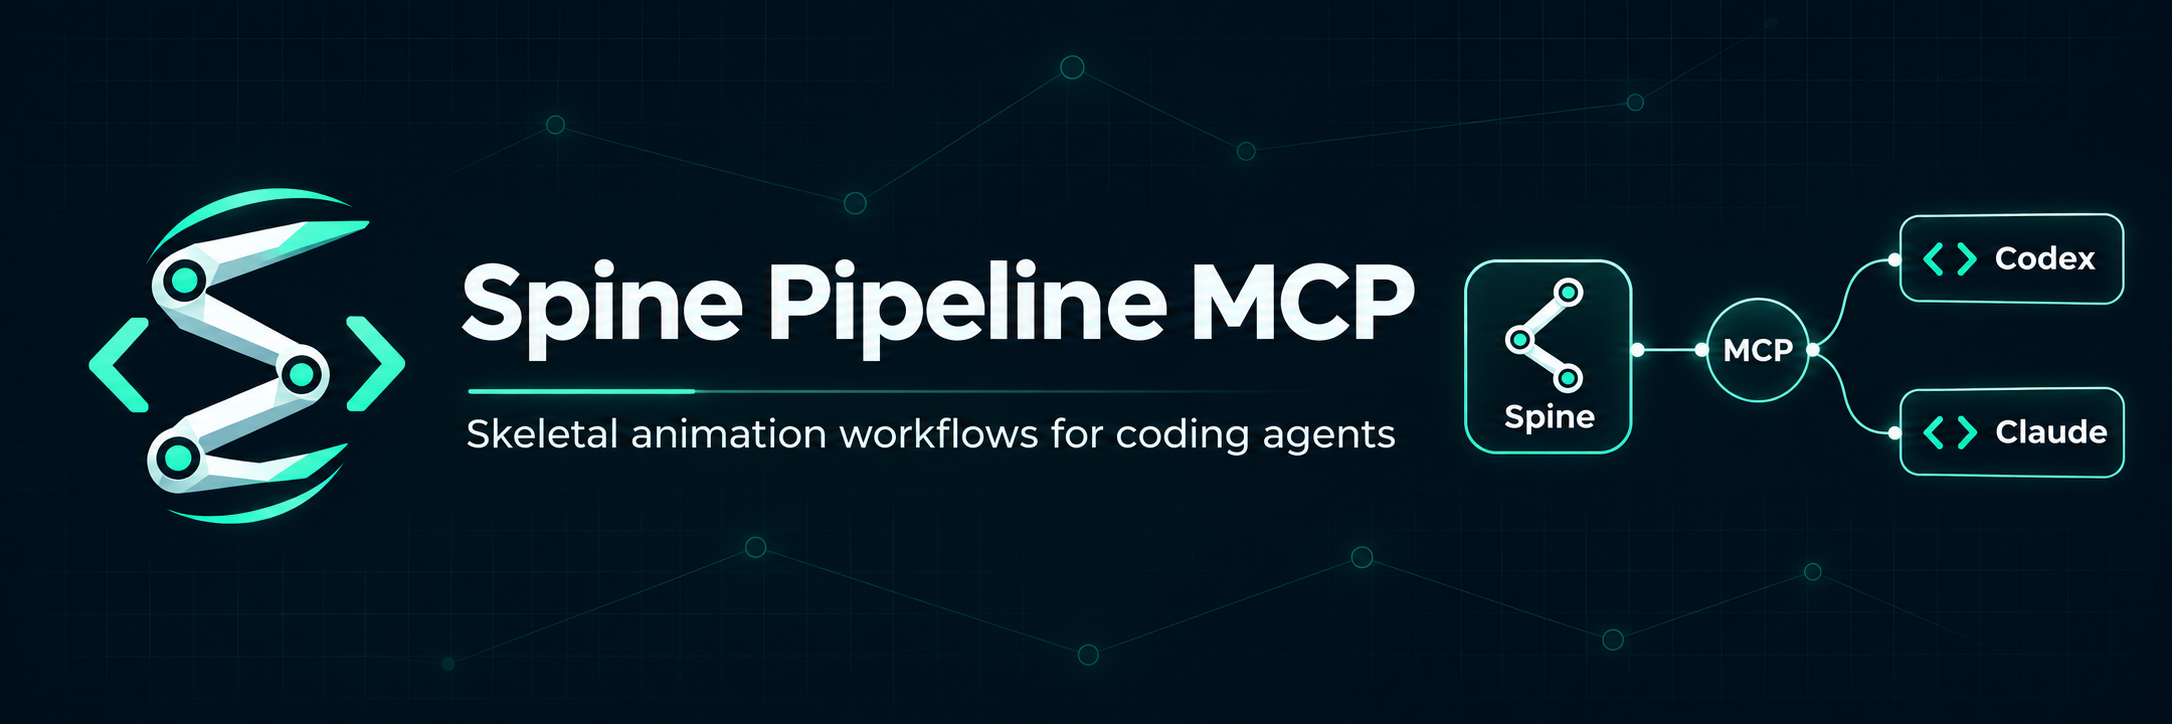 Spine Pipeline MCP
Skeletal animation workflows for coding agents
Spine
MCP
Codex
Claude